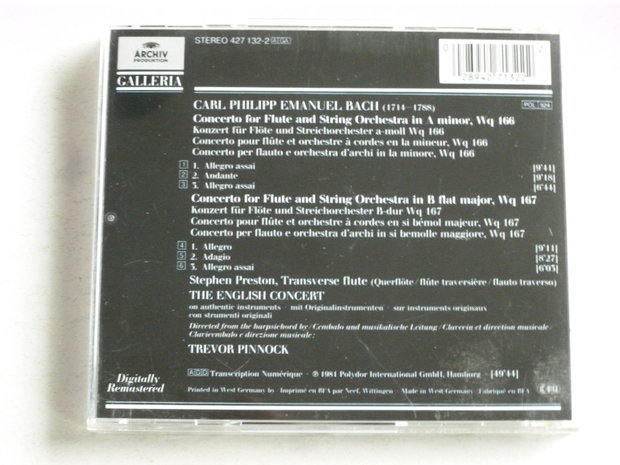 ARCHIV
PRODUKTION
GALLERIA
STEREO 427 132-2 AGA
0 28942 71322 2
CARL PHILIPP EMANUEL BACH (1714–1788)
POL 924
Concerto for Flute and String Orchestra in A minor, Wq 166
Konzert für Flöte und Streichorchester a-moll Wq 166
Concerto pour flûte et orchestre à cordes en la mineur, Wq 166
Concerto per flauto e orchestra d'archi in la minore, Wq 166
1 1. Allegro assai [9'41]
2 2. Andante [9'18]
3 3. Allegro assai [6'44]
Concerto for Flute and String Orchestra in B flat major, Wq 167
Konzert für Flöte und Streichorchester B-dur Wq 167
Concerto pour flûte et orchestre à cordes en si bémol majeur, Wq 167
Concerto per flauto e orchestra d'archi in si bemolle maggiore, Wq 167
4 1. Allegro [9'11]
5 2. Adagio [8'27]
6 3. Allegro assai [6'03]
Stephen Preston, Transverse flute (Querflöte / flûte traversière / flauto traverso)
THE ENGLISH CONCERT
on authentic instruments · mit Originalinstrumenten · sur instruments originaux
con strumenti originali
Directed from the harpsichord by / Cembalo und musikalische Leitung / Clavecin et direction musicale /
Clavicembalo e direzione musicale:
TREVOR PINNOCK
Digitally
Remastered
ADD Transcription Numérique · ℗ 1981 Polydor International GmbH, Hamburg [49'44]
Printed in West Germany by / Imprimé en RFA par Neef, Wittingen · Made in West Germany / Fabriqué en RFA